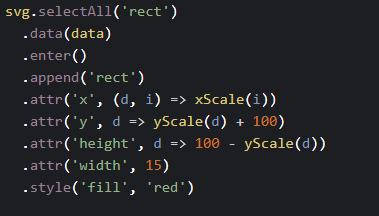 svg.selectAll('rect')
  .data(data)
  .enter()
  .append('rect')
  .attr('x', (d, i) => xScale(i))
  .attr('y', d => yScale(d) + 100)
  .attr('height', d => 100 - yScale(d))
  .attr('width', 15)
  .style('fill', 'red')